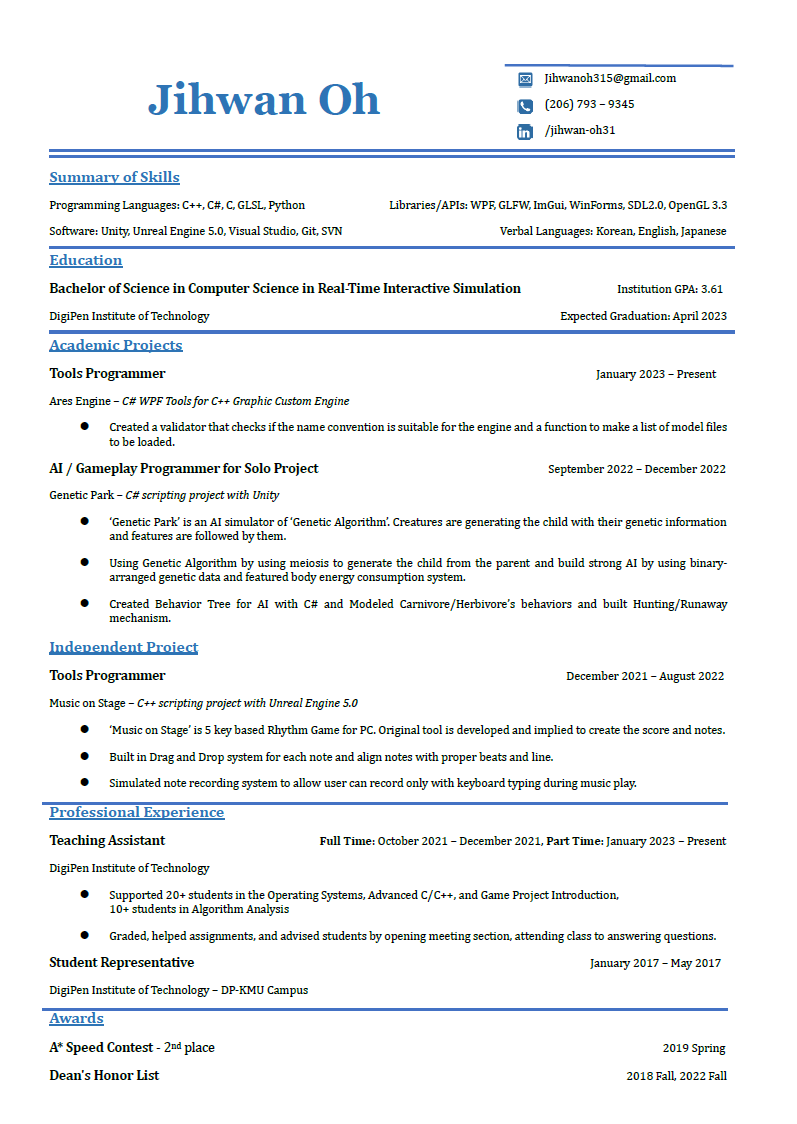 Jihwan Oh
Jihwanoh315@gmail.com
(206) 793 – 9345
/jihwan-oh31
Summary of Skills
Programming Languages: C++, C#, C, GLSL, Python Libraries/APIs: WPF, GLFW, ImGui, WinForms, SDL2.0, OpenGL 3.3
Software: Unity, Unreal Engine 5.0, Visual Studio, Git, SVN Verbal Languages: Korean, English, Japanese
Education
Bachelor of Science in Computer Science in Real-Time Interactive Simulation Institution GPA: 3.61
DigiPen Institute of Technology Expected Graduation: April 2023
Academic Projects
Tools Programmer January 2023 – Present
Ares Engine – C# WPF Tools for C++ Graphic Custom Engine
● Created a validator that checks if the name convention is suitable for the engine and a function to make a list of model files
to be loaded.
AI / Gameplay Programmer for Solo Project September 2022 – December 2022
Genetic Park – C# scripting project with Unity
● ‘Genetic Park’ is an AI simulator of ‘Genetic Algorithm’. Creatures are generating the child with their genetic information
and features are followed by them.
● Using Genetic Algorithm by using meiosis to generate the child from the parent and build strong AI by using binary-
arranged genetic data and featured body energy consumption system.
● Created Behavior Tree for AI with C# and Modeled Carnivore/Herbivore’s behaviors and built Hunting/Runaway
mechanism.
Independent Project
Tools Programmer December 2021 – August 2022
Music on Stage – C++ scripting project with Unreal Engine 5.0
● ‘Music on Stage’ is 5 key based Rhythm Game for PC. Original tool is developed and implied to create the score and notes.
● Built in Drag and Drop system for each note and align notes with proper beats and line.
● Simulated note recording system to allow user can record only with keyboard typing during music play.
Professional Experience
Teaching Assistant Full Time: October 2021 – December 2021, Part Time: January 2023 – Present
DigiPen Institute of Technology
● Supported 20+ students in the Operating Systems, Advanced C/C++, and Game Project Introduction,
10+ students in Algorithm Analysis
● Graded, helped assignments, and advised students by opening meeting section, attending class to answering questions.
Student Representative January 2017 – May 2017
DigiPen Institute of Technology – DP-KMU Campus
Awards
A* Speed Contest - 2nd place 2019 Spring
Dean's Honor List 2018 Fall, 2022 Fall